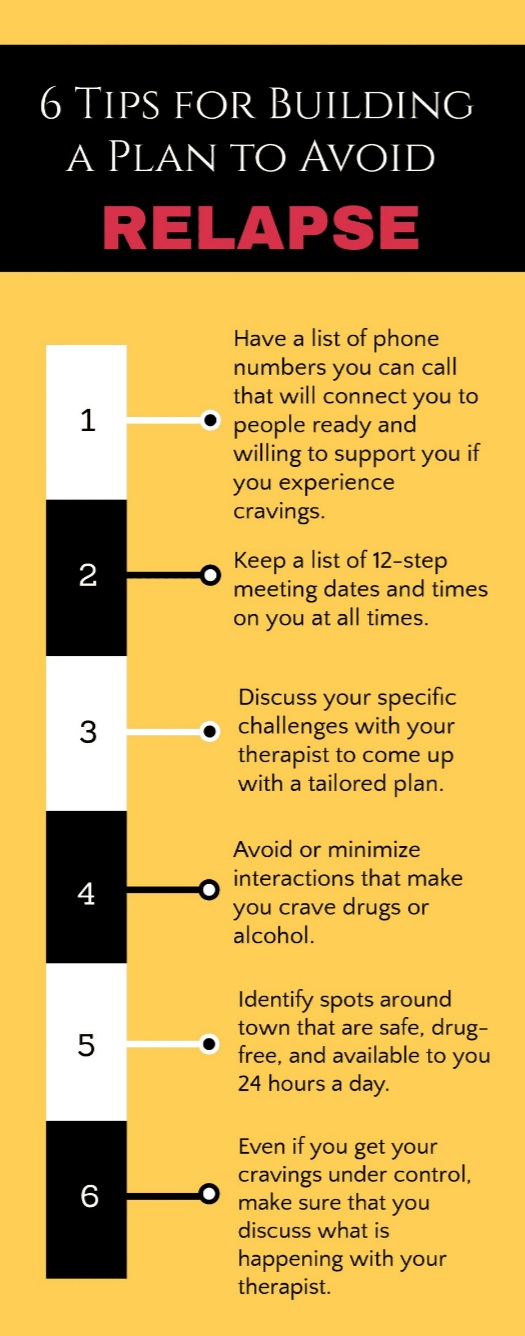 6 Tips for Building
a Plan to Avoid
RELAPSE
1
Have a list of phone
numbers you can call
that will connect you to
people ready and
willing to support you if
you experience
cravings.
2
Keep a list of 12-step
meeting dates and times
on you at all times.
3
Discuss your specific
challenges with your
therapist to come up
with a tailored plan.
4
Avoid or minimize
interactions that make
you crave drugs or
alcohol.
5
Identify spots around
town that are safe, drug-
free, and available to you
24 hours a day.
6
Even if you get your
cravings under control,
make sure that you
discuss what is
happening with your
therapist.